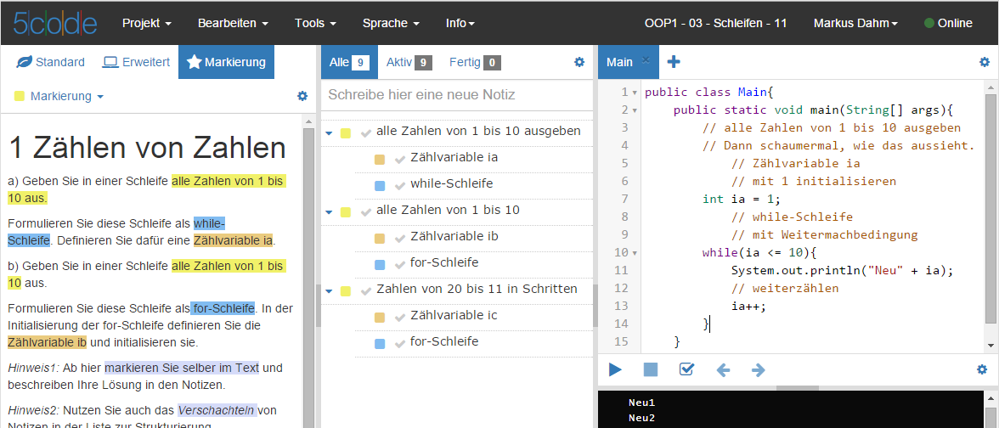 5|c|o|d|e
Projekt Bearbeiten Tools Sprache Info OOP1 - 03 - Schleifen - 11 Markus Dahm Online
Standard Erweitert Markierung
Markierung
1 Zählen von Zahlen
a) Geben Sie in einer Schleife alle Zahlen von 1 bis
10 aus.
Formulieren Sie diese Schleife als while-
Schleife. Definieren Sie dafür eine Zählvariable ia.
b) Geben Sie in einer Schleife alle Zahlen von 1 bis
10 aus.
Formulieren Sie diese Schleife als for-Schleife. In der
Initialisierung der for-Schleife definieren Sie die
Zählvariable ib und initialisieren sie.
Hinweis1: Ab hier markieren Sie selber im Text und
beschreiben Ihre Lösung in den Notizen.
Hinweis2: Nutzen Sie auch das Verschachteln von
Notizen in der Liste zur Strukturierung
Alle 9 Aktiv 9 Fertig 0
Schreibe hier eine neue Notiz
alle Zahlen von 1 bis 10 ausgeben
Zählvariable ia
while-Schleife
alle Zahlen von 1 bis 10
Zählvariable ib
for-Schleife
Zahlen von 20 bis 11 in Schritten
Zählvariable ic
for-Schleife
Main
1 public class Main{
2 public static void main(String[] args){
3 // alle Zahlen von 1 bis 10 ausgeben
4 // Dann schaumermal, wie das aussieht.
5 // Zählvariable ia
6 // mit 1 initialisieren
7 int ia = 1;
8 // while-Schleife
9 // mit Weitermachbedingung
10 while(ia <= 10){
11 System.out.println("Neu" + ia);
12 // weiterzählen
13 ia++;
14 }
15 }
Neu1
Neu2